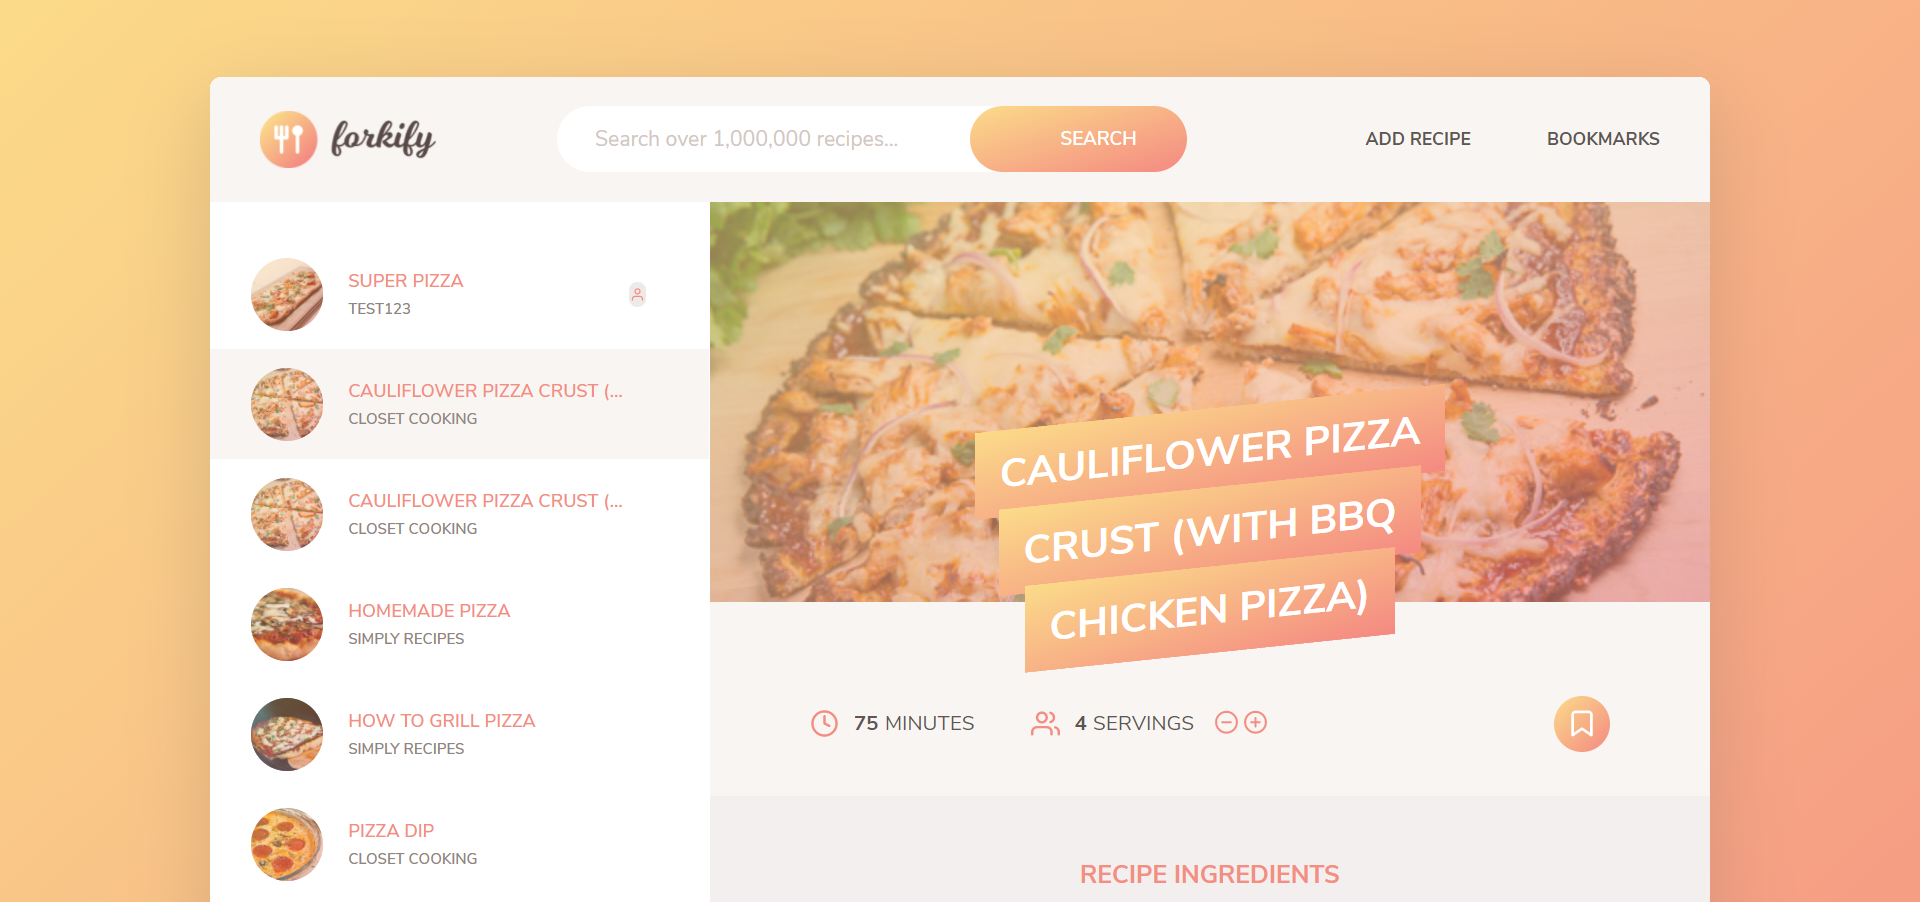 forkify
Search over 1,000,000 recipes...
SEARCH
ADD RECIPE
BOOKMARKS
SUPER PIZZA
TEST123
CAULIFLOWER PIZZA CRUST (...
CLOSET COOKING
CAULIFLOWER PIZZA CRUST (...
CLOSET COOKING
HOMEMADE PIZZA
SIMPLY RECIPES
HOW TO GRILL PIZZA
SIMPLY RECIPES
PIZZA DIP
CLOSET COOKING
CAULIFLOWER PIZZA
CRUST (WITH BBQ
CHICKEN PIZZA)
75 MINUTES
4 SERVINGS
RECIPE INGREDIENTS